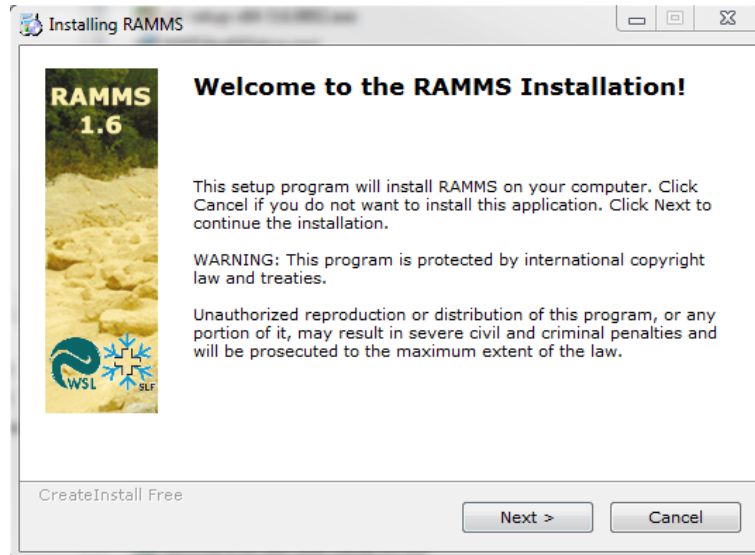 Installing RAMMS
RAMMS
1.6
Welcome to the RAMMS Installation!
This setup program will install RAMMS on your computer. Click
Cancel if you do not want to install this application. Click Next to
continue the installation.
WARNING: This program is protected by international copyright
law and treaties.
Unauthorized reproduction or distribution of this program, or any
portion of it, may result in severe civil and criminal penalties and
will be prosecuted to the maximum extent of the law.
WSL
SLF
CreateInstall Free
Next >
Cancel